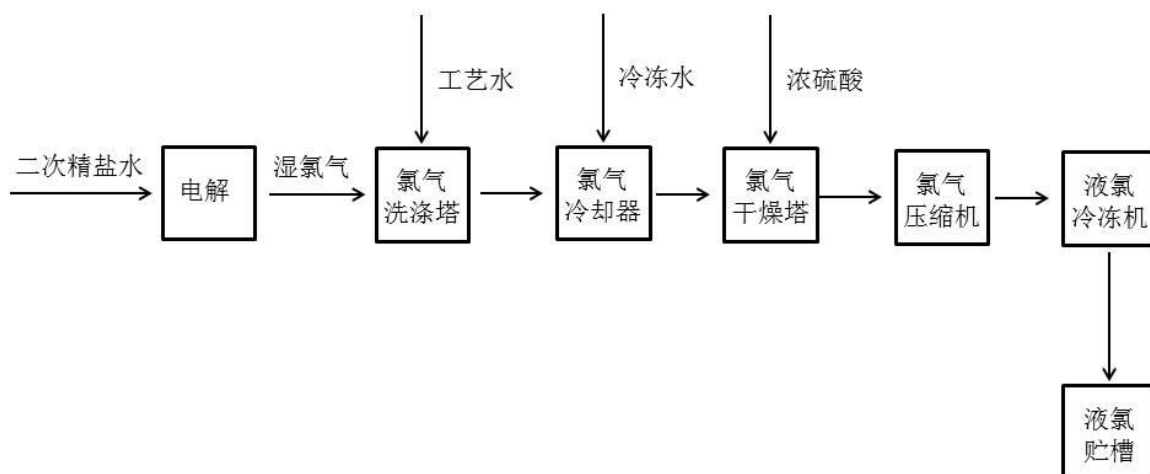 工艺水
冷冻水
浓硫酸
二次精盐水
电解
湿氯气
氯气
洗涤塔
氯气
冷却器
氯气
干燥塔
氯气
压缩机
液氯
冷冻机
液氯
贮槽